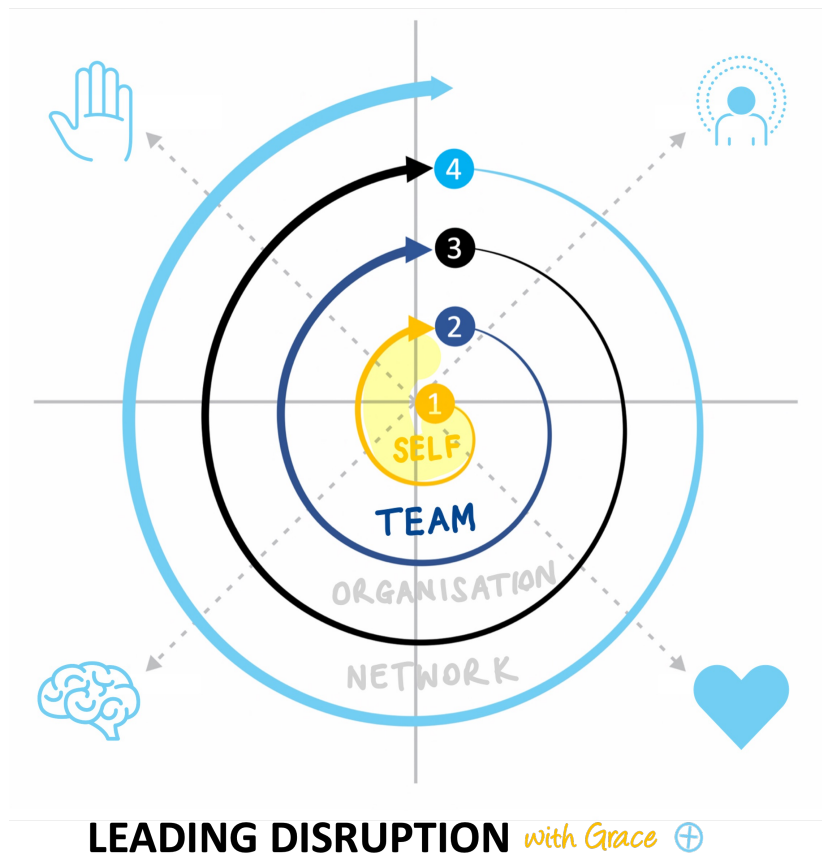 4
3
2
1
SELF
TEAM
ORGANISATION
NETWORK
LEADING DISRUPTION with Grace